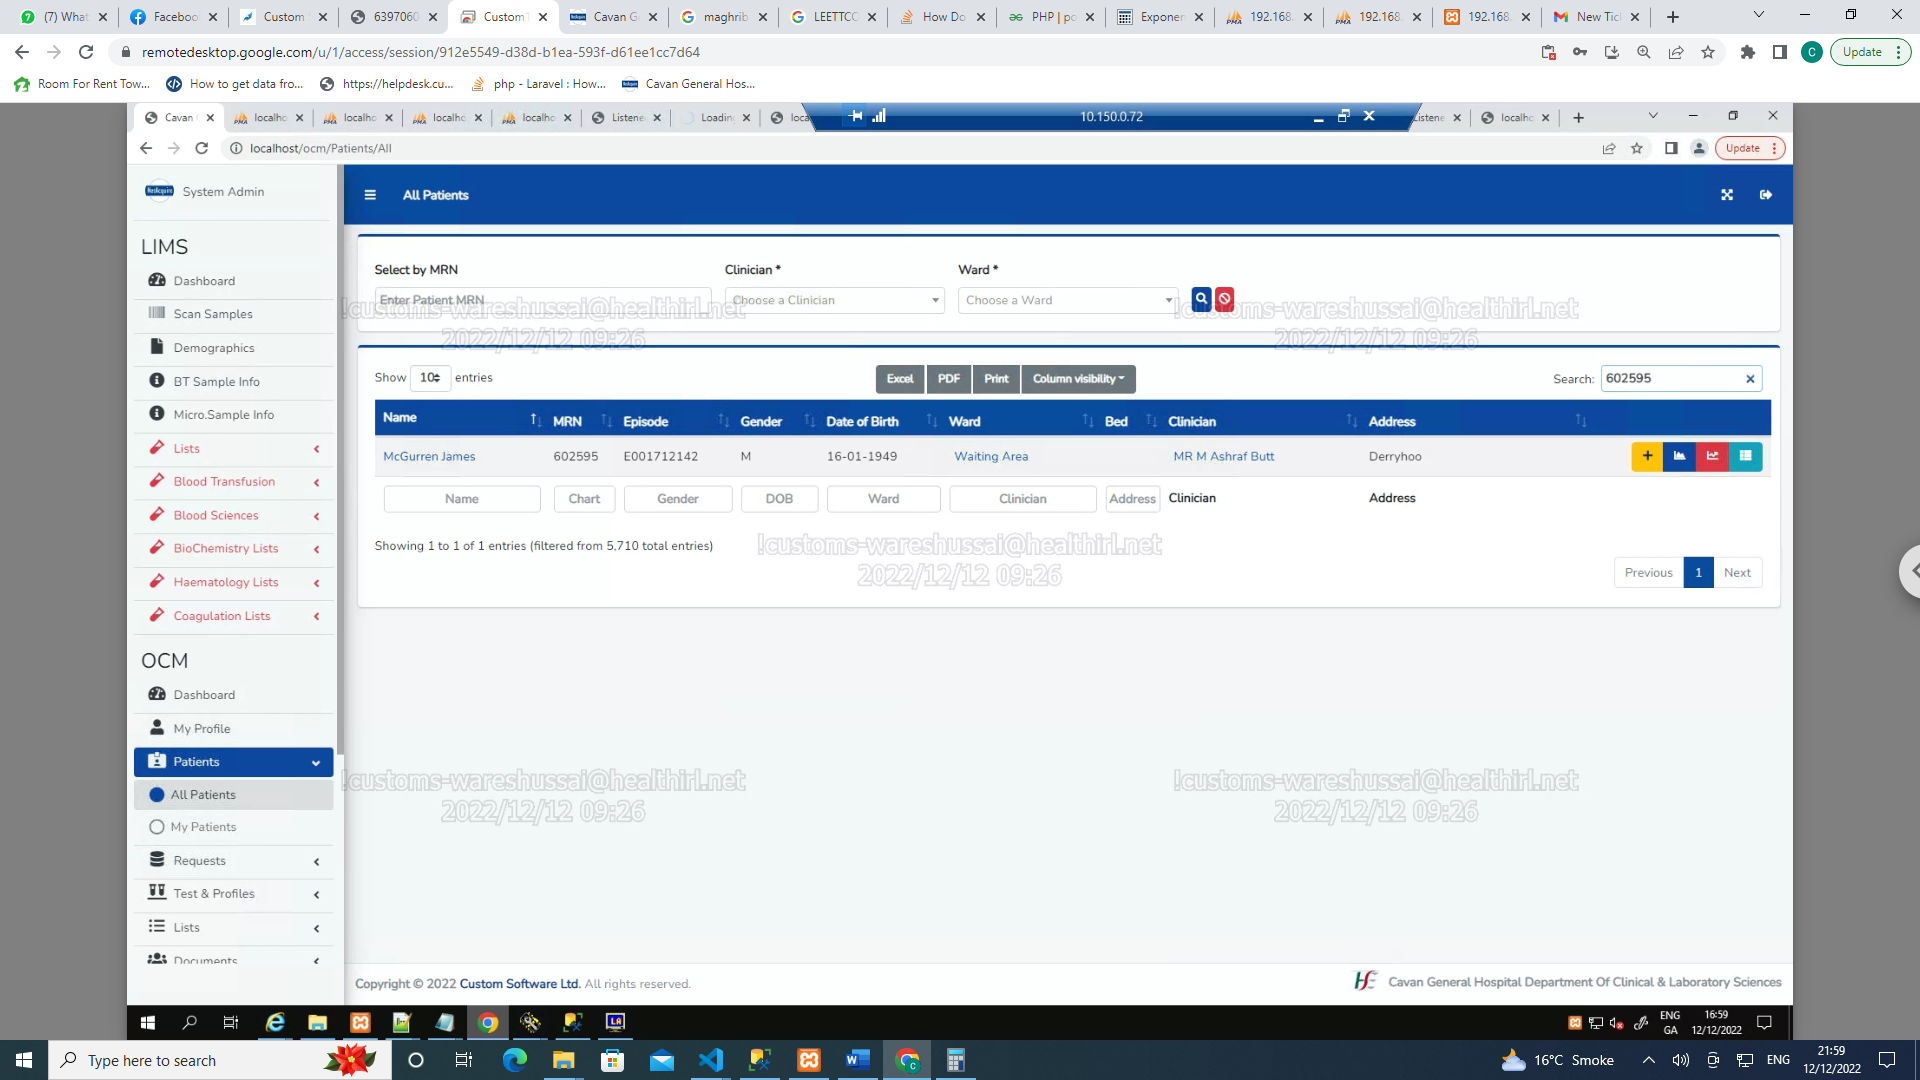 (7) What
Faceboo
Custom
6397060
Custom
Cavan G
maghrib
LEETTCC
How Do
PHP | po
Exponen
192.168.
192.168.
192.168.
New Tic
remotedesktop.google.com/u/1/access/session/912e5549-d38d-b1ea-593f-d61ee1cc7d64
Update
Room For Rent Tow...
How to get data fro...
https://helpdesk.cu...
php - Laravel : How...
Cavan General Hos...
Cavan
localho
localho
localho
localho
Listene
Loading
loca
10.150.0.72
Listene
localho
localhost/ocm/Patients/All
Update
NetAcquire
System Admin
All Patients
LIMS
Dashboard
Scan Samples
Demographics
BT Sample Info
Micro.Sample Info
Lists
Blood Transfusion
Blood Sciences
BioChemistry Lists
Haematology Lists
Coagulation Lists
OCM
Dashboard
My Profile
Patients
All Patients
My Patients
Requests
Test & Profiles
Lists
Documents
Select by MRN
Clinician *
Ward *
Enter Patient MRN
Choose a Clinician
Choose a Ward
!customs-wareshussai@healthirl.net
2022/12/12 09:26
!customs-wareshussai@healthirl.net
2022/12/12 09:26
Show 10 entries
Excel
PDF
Print
Column visibility
Search: 602595
Name MRN Episode Gender Date of Birth Ward Bed Clinician Address
McGurren James 602595 E001712142 M 16-01-1949 Waiting Area MR M Ashraf Butt Derryhoo
Name Chart Gender DOB Ward Clinician Address Clinician Address
Showing 1 to 1 of 1 entries (filtered from 5,710 total entries)
!customs-wareshussai@healthirl.net
2022/12/12 09:26
Previous 1 Next
!customs-wareshussai@healthirl.net
2022/12/12 09:26
!customs-wareshussai@healthirl.net
2022/12/12 09:26
Copyright © 2022 Custom Software Ltd. All rights reserved.
Cavan General Hospital Department Of Clinical & Laboratory Sciences
ENG
GA
16:59
12/12/2022
Type here to search
16°C Smoke
ENG
21:59
12/12/2022